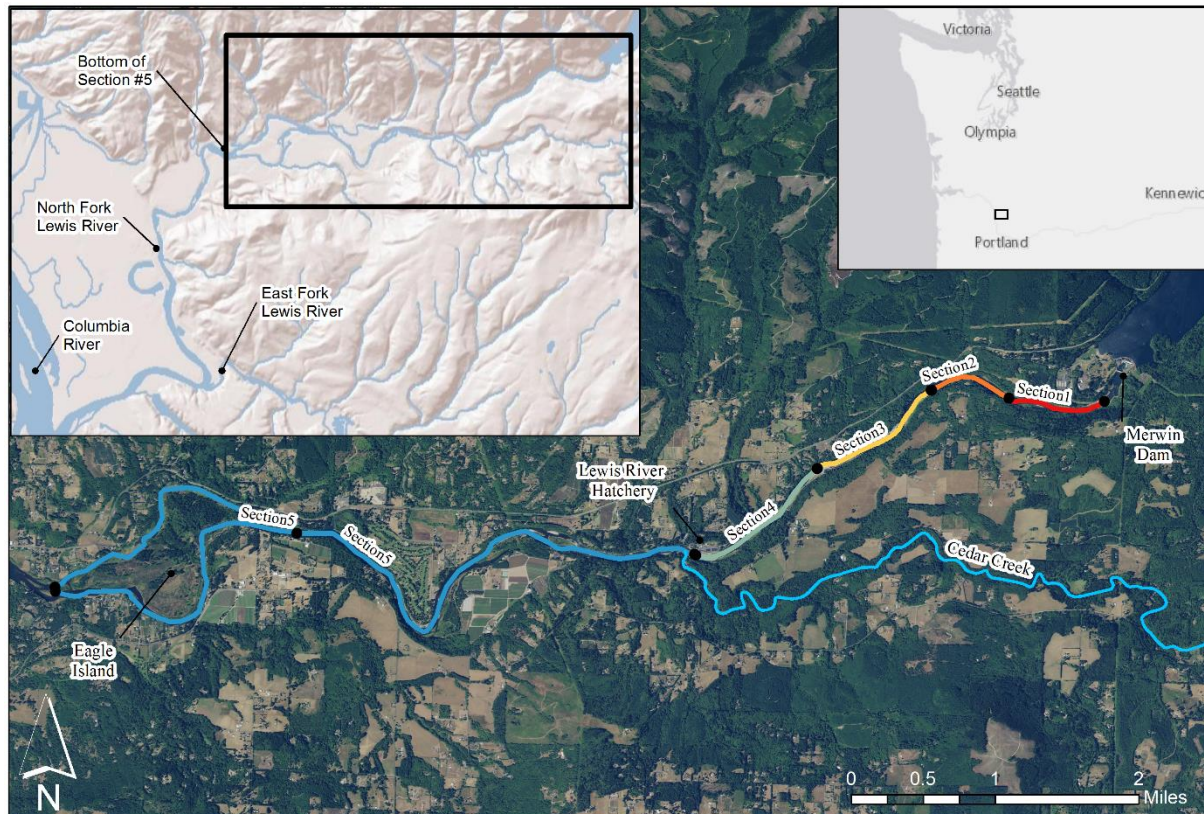 Bottom of
Section #5
North Fork
Lewis River
East Fork
Lewis River
Columbia
River
Victoria
Seattle
Olympia
Kennewic
Portland
Section2
Section1
Section3
Merwin
Dam
Lewis River
Hatchery
Section4
Section5
Section5
Cedar Creek
Eagle
Island
N
0 0.5 1 2
Miles